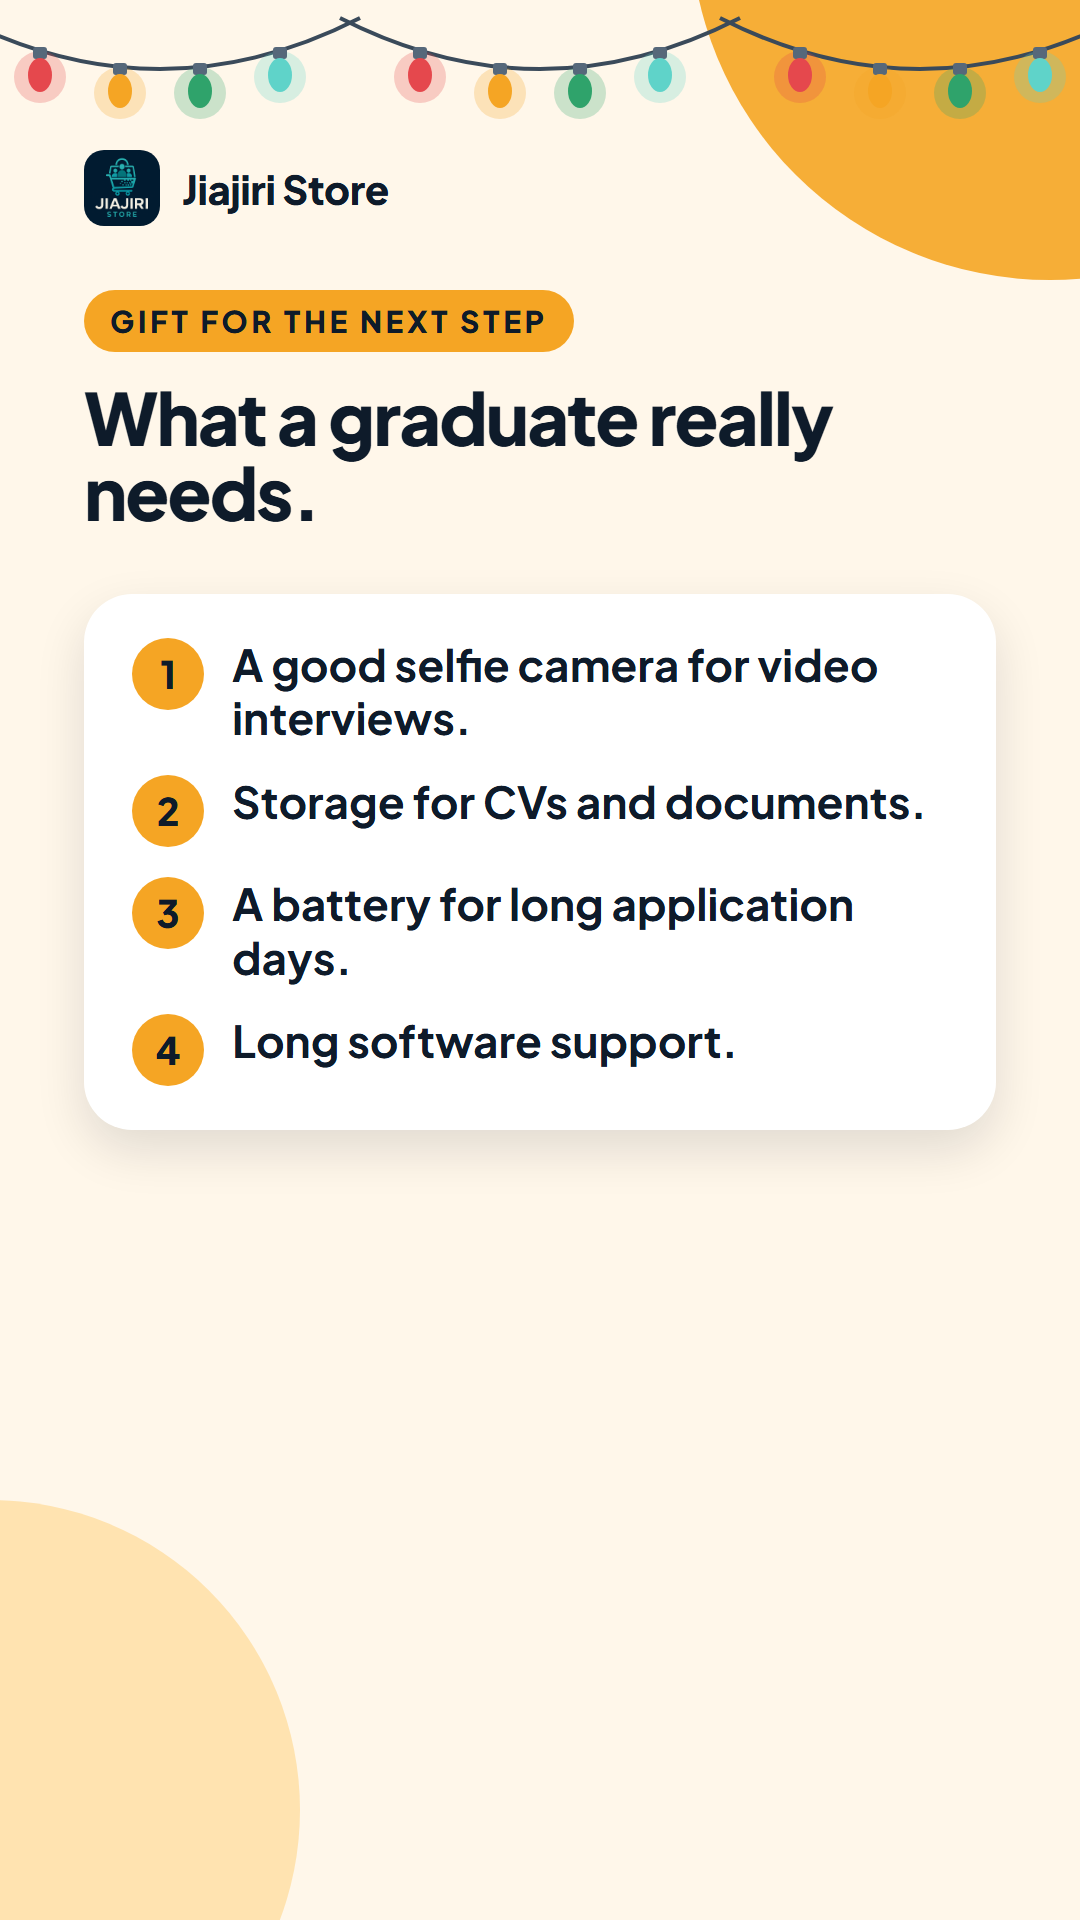 JIAJIRI
STORE
Jiajiri Store
GIFT FOR THE NEXT STEP
What a graduate really
needs.
1 A good selfie camera for video
interviews.
2 Storage for CVs and documents.
3 A battery for long application
days.
4 Long software support.